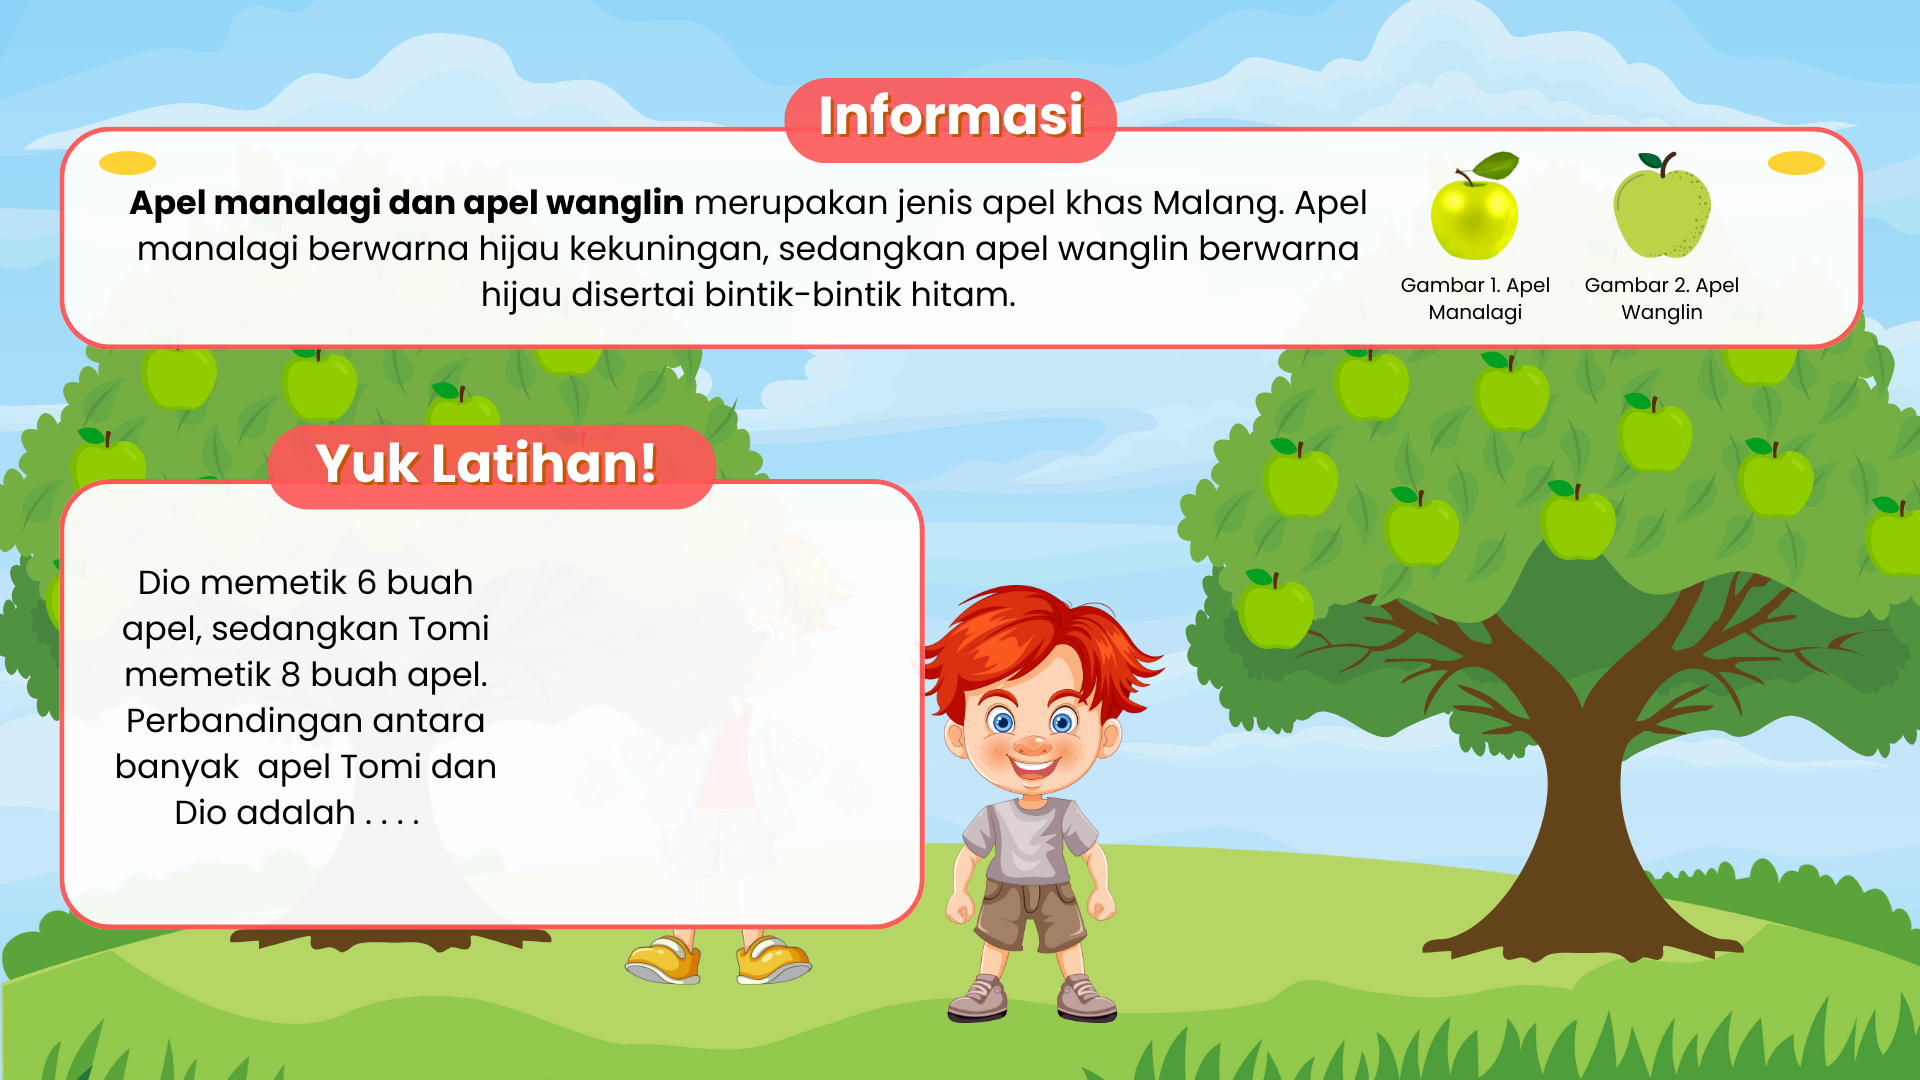 Informasi
Apel manalagi dan apel wanglin merupakan jenis apel khas Malang. Apel
manalagi berwarna hijau kekuningan, sedangkan apel wanglin berwarna
hijau disertai bintik-bintik hitam.
Gambar 1. Apel
Manalagi
Gambar 2. Apel
Wanglin
Yuk Latihan!
Dio memetik 6 buah
apel, sedangkan Tomi
memetik 8 buah apel.
Perbandingan antara
banyak  apel Tomi dan
Dio adalah . . . .